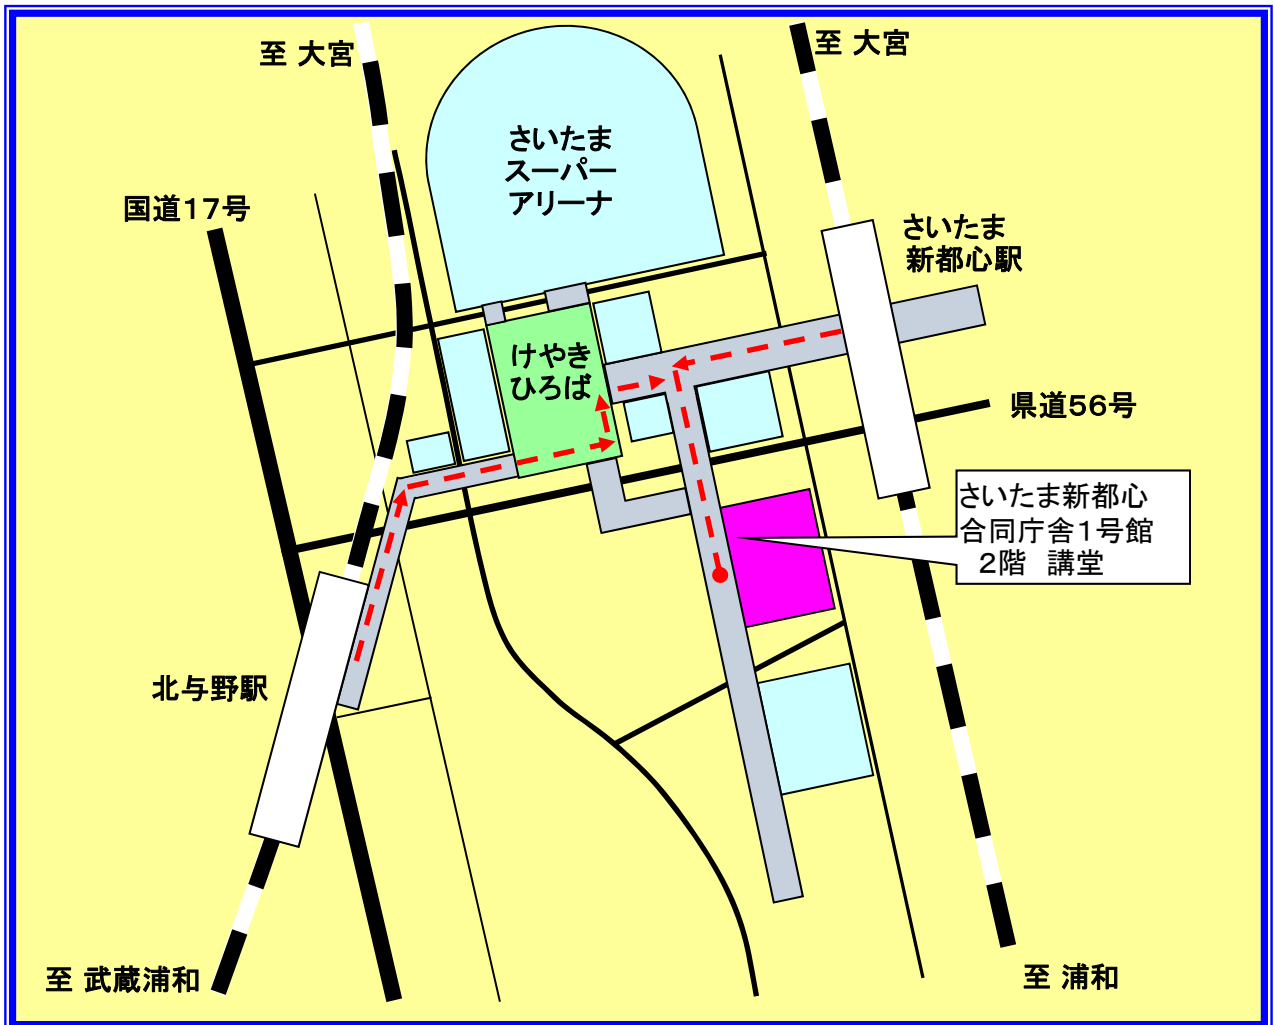 至 大宮
至 大宮
さいたま
スーパー
アリーナ
国道17号
さいたま
新都心駅
けやき
ひろば
県道56号
さいたま新都心
合同庁舎1号館
2階 講堂
北与野駅
至 武蔵浦和
至 浦和